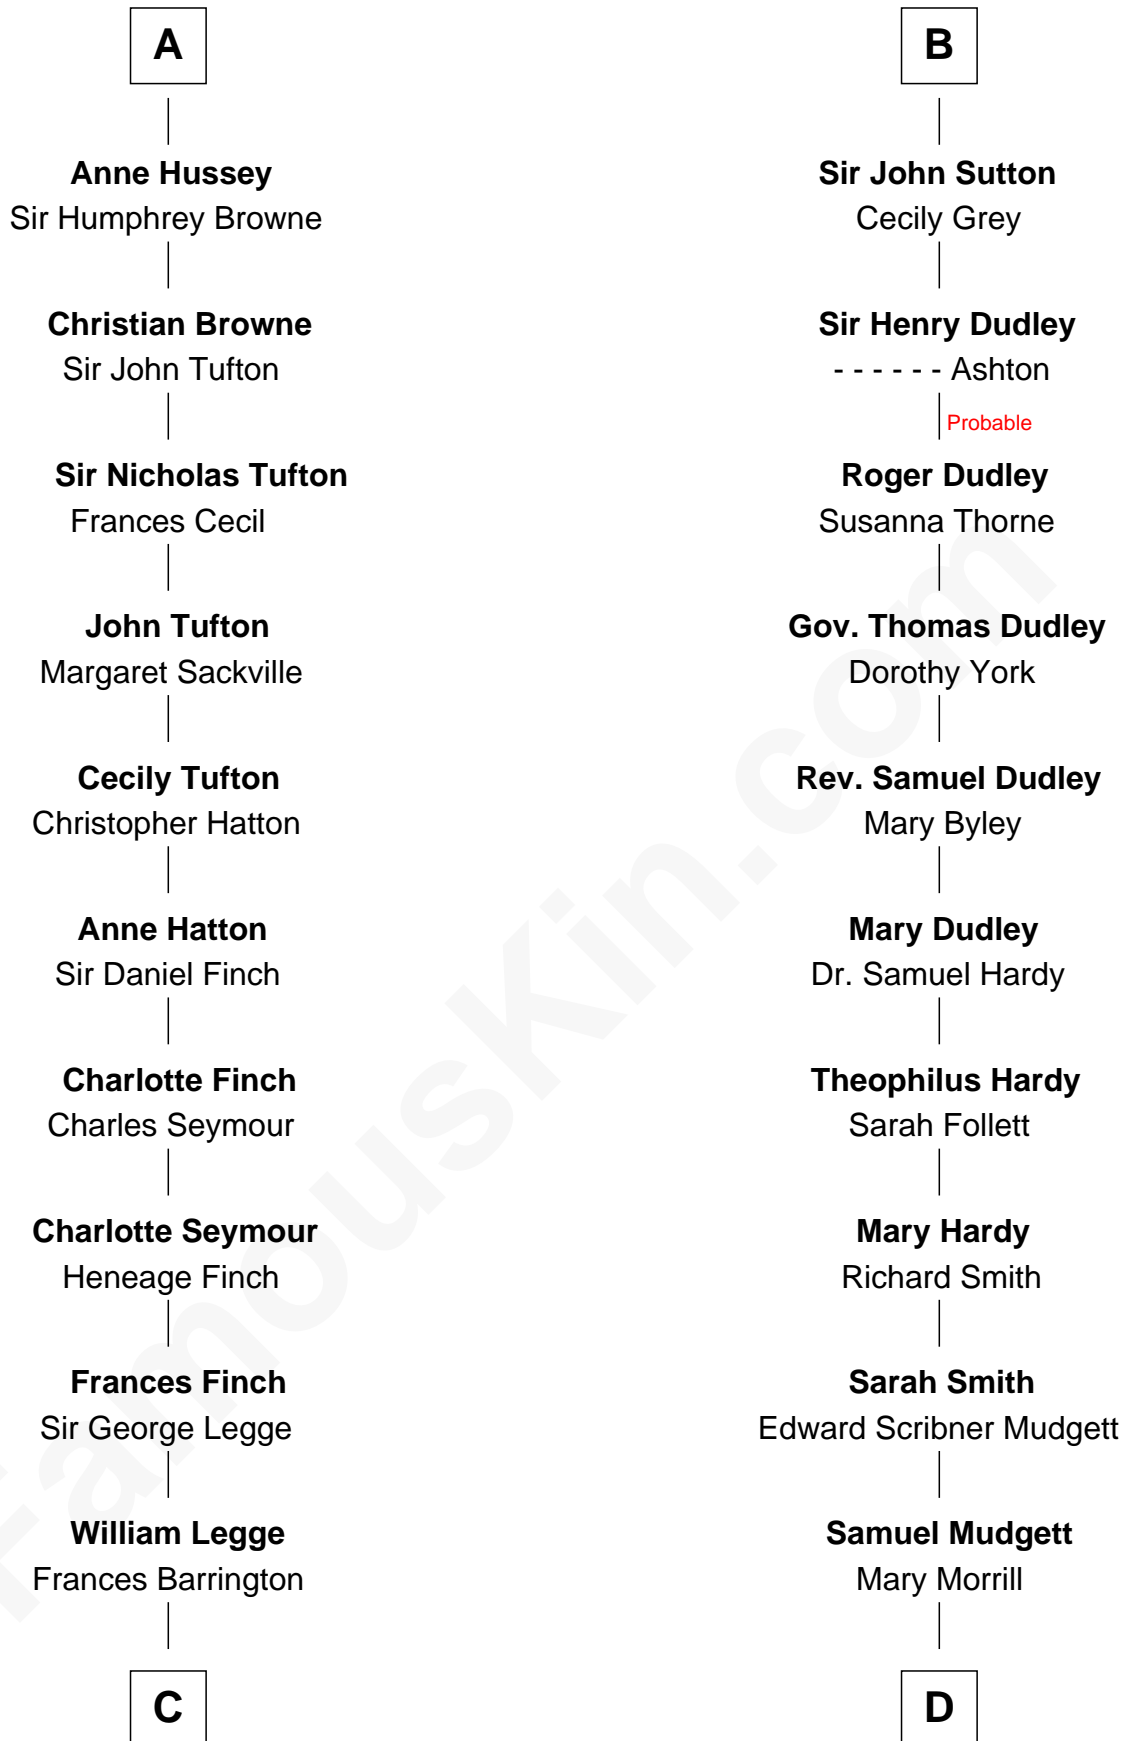 A
Anne Hussey
Sir Humphrey Browne
Christian Browne
Sir John Tufton
Sir Nicholas Tufton
Frances Cecil
John Tufton
Margaret Sackville
Cecily Tufton
Christopher Hatton
Anne Hatton
Sir Daniel Finch
Charlotte Finch
Charles Seymour
Charlotte Seymour
Heneage Finch
Frances Finch
Sir George Legge
William Legge
Frances Barrington
C
B
Sir John Sutton
Cecily Grey
Sir Henry Dudley
- - - - - - Ashton
Probable
Roger Dudley
Susanna Thorne
Gov. Thomas Dudley
Dorothy York
Rev. Samuel Dudley
Mary Byley
Mary Dudley
Dr. Samuel Hardy
Theophilus Hardy
Sarah Follett
Mary Hardy
Richard Smith
Sarah Smith
Edward Scribner Mudgett
Samuel Mudgett
Mary Morrill
D
FamousKin.com